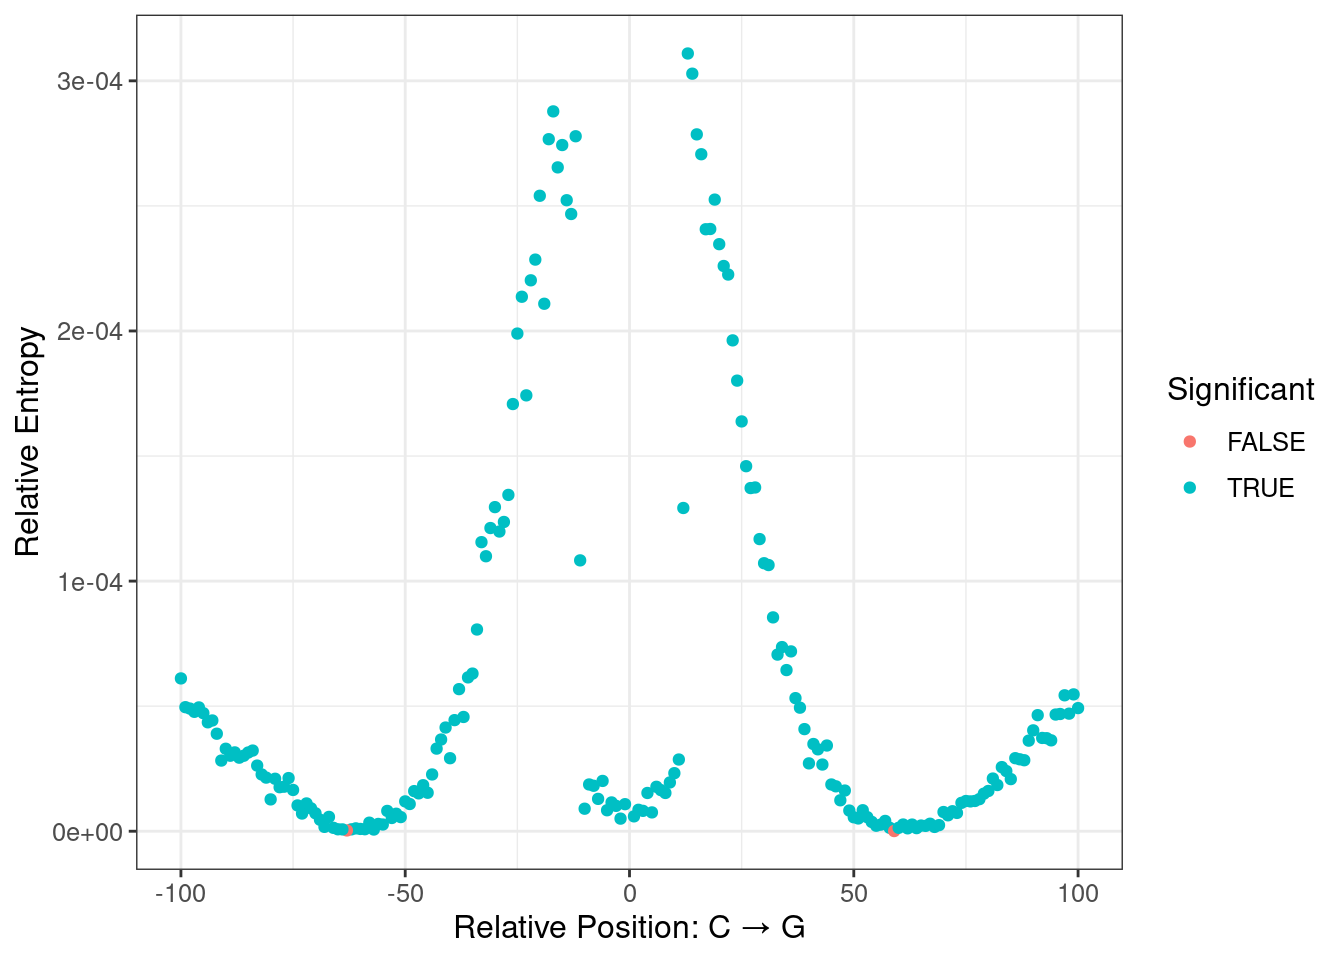 Relative Entropy
3e-04
2e-04
1e-04
0e+00
-100
-50
0
50
100
Relative Position: C → G
Significant
FALSE
TRUE